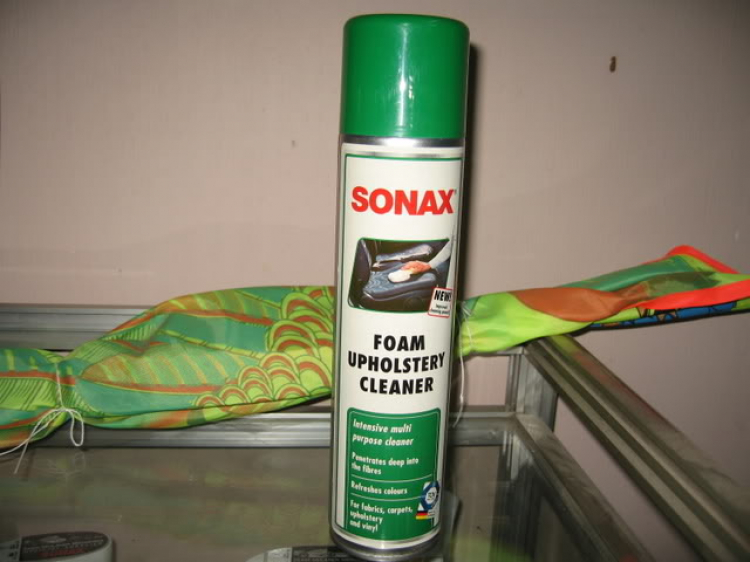 SONAX
NEW!
FOAM
UPHOLSTERY
CLEANER
Intensive multi
purpose cleaner
Penetrates deep into
the fibres
Refreshes colours
For fabrics, carpets,
upholstery
and vinyl